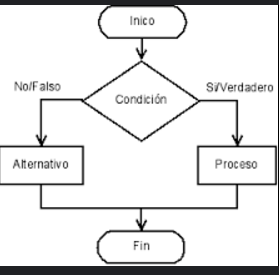 Inico
No/Falso
Si/Verdadero
Condición
Alternativo
Proceso
Fin